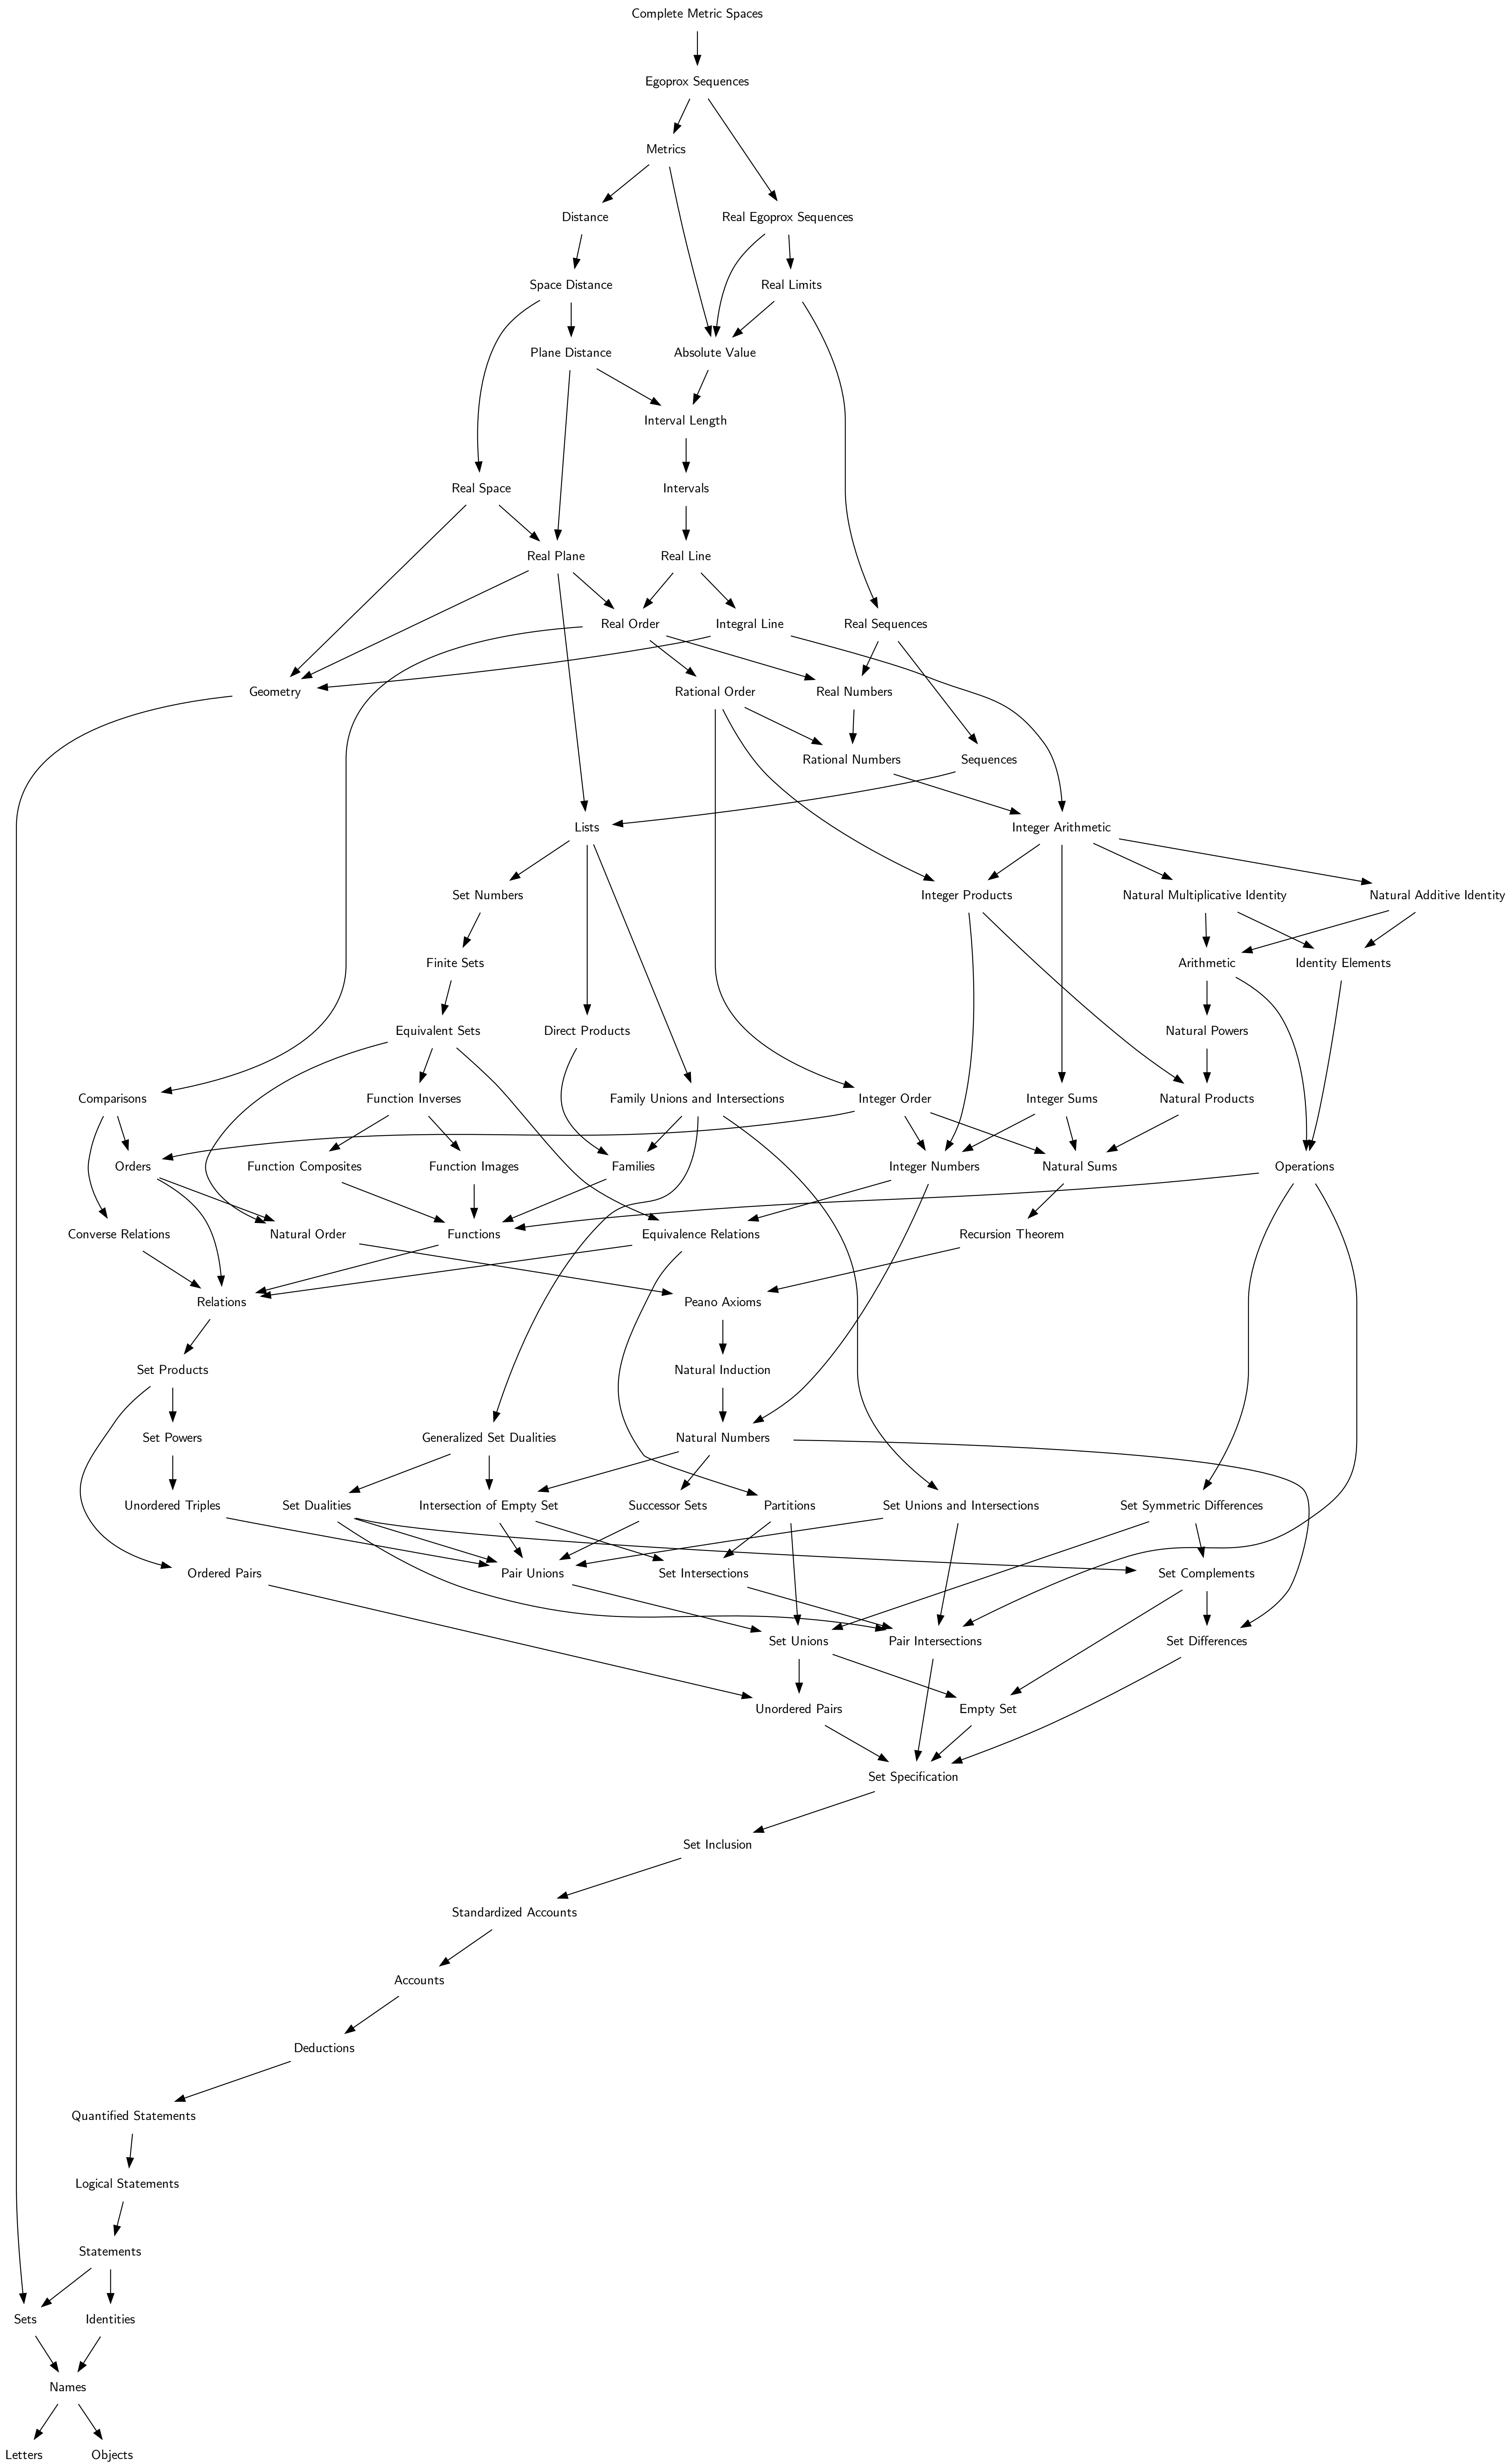 Complete Metric Spaces
Egoprox Sequences
Metrics
Distance
Real Egoprox Sequences
Space Distance
Real Limits
Plane Distance
Absolute Value
Interval Length
Real Space
Intervals
Real Plane
Real Line
Real Order
Integral Line
Real Sequences
Geometry
Rational Order
Real Numbers
Rational Numbers
Sequences
Lists
Integer Arithmetic
Set Numbers
Integer Products
Natural Multiplicative Identity
Natural Additive Identity
Finite Sets
Arithmetic
Identity Elements
Equivalent Sets
Direct Products
Natural Powers
Comparisons
Function Inverses
Family Unions and Intersections
Integer Order
Integer Sums
Natural Products
Orders
Function Composites
Function Images
Families
Integer Numbers
Natural Sums
Operations
Converse Relations
Natural Order
Functions
Equivalence Relations
Recursion Theorem
Relations
Peano Axioms
Set Products
Natural Induction
Set Powers
Generalized Set Dualities
Natural Numbers
Unordered Triples
Set Dualities
Intersection of Empty Set
Successor Sets
Partitions
Set Unions and Intersections
Set Symmetric Differences
Ordered Pairs
Pair Unions
Set Intersections
Set Complements
Set Unions
Pair Intersections
Set Differences
Unordered Pairs
Empty Set
Set Specification
Set Inclusion
Standardized Accounts
Accounts
Deductions
Quantified Statements
Logical Statements
Statements
Sets
Identities
Names
Letters
Objects